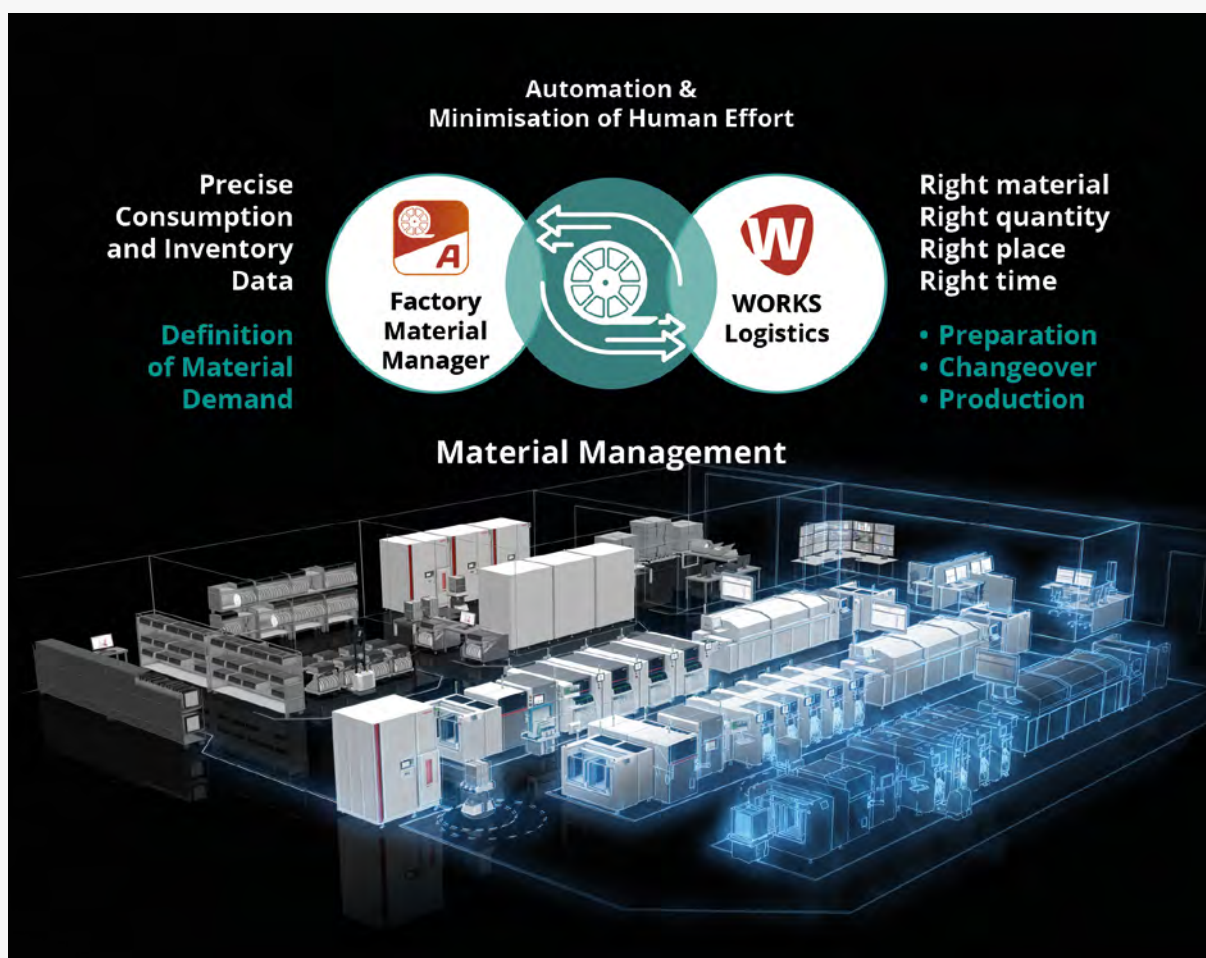 Automation &
Minimisation of Human Effort
Precise
Consumption
and Inventory
Data
Definition
of Material
Demand
A
Factory
Material
Manager
W
WORKS
Logistics
Right material
Right quantity
Right place
Right time
• Preparation
• Changeover
• Production
Material Management